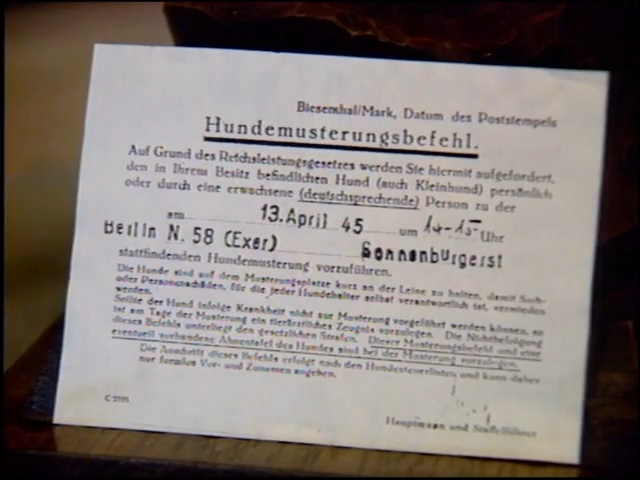 Biesenthal/Mark, Datum des Poststempels
Hundemusterungsbefehl.
Auf Grund des Reichsleistungsgesetzes werden Sie hiermit aufgefordert,
den in Ihrem Besitz befindlichen Hund (auch Kleinhund) persönlich
oder durch eine erwachsene (deutschsprechende) Person zu der
am 13.April 45 um 14-15 Uhr
Berlin N. 58 (Exer) Sonnenburgerst
stattfindenden Hundemusterung vorzuführen.
Die Hunde sind auf dem Musterungsplatze kurz an der Leine zu halten, damit Sach-
oder Personenschäden, für die jeder Hundehalter selbst verantwortlich ist, vermieden
werden.
Sollte der Hund infolge Krankheit nicht zur Musterung vorgeführt werden können, so
ist am Tage der Musterung ein tierärztliches Zeugnis vorzulegen. Die Nichtbefolgung
dieses Befehls unterliegt den gesetzlichen Strafen. Dieser Musterungsbefehl und eine
eventuell vorhandene Ahnentafel des Hundes sind bei der Musterung vorzulegen.
Die Anschrift dieses Befehls erfolgt nach den Hundesteuerlisten und kann daher
nur formlos Vor- und Zunamen angeben.
Hauptmann und Staffelführer